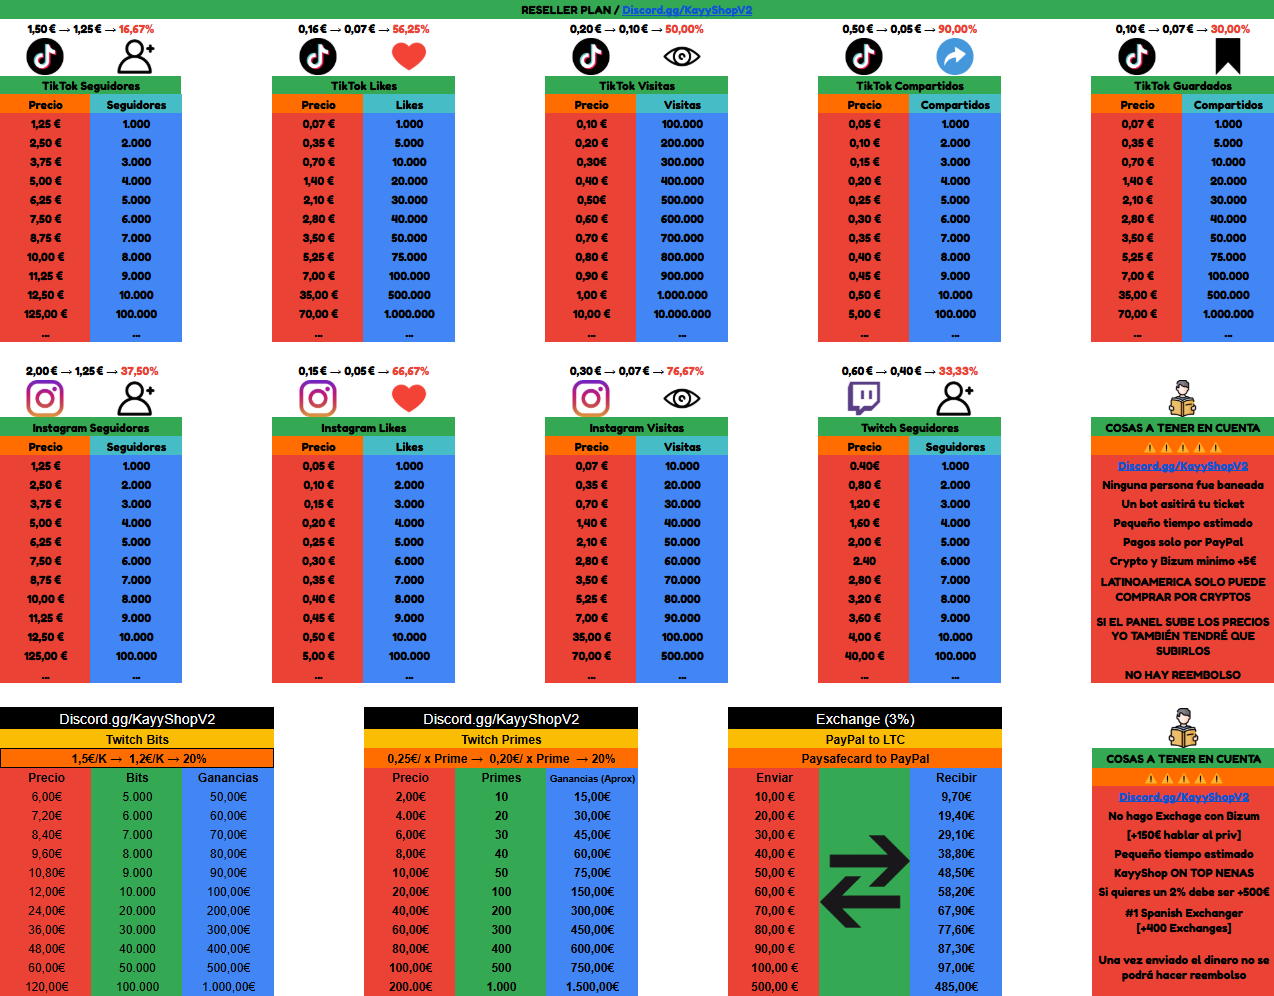 RESELLER PLAN / Discord.gg/KayyShopV2
1,50 € → 1,25 € → 16,67%
0,16 € → 0,07 € → 56,25%
0,20 € → 0,10 € → 50,00%
0,50 € → 0,05 € → 90,00%
0,10 € → 0,07 € → 30,00%
TikTok Seguidores
TikTok Likes
TikTok Visitas
TikTok Compartidos
TikTok Guardados
Precio Seguidores Precio Likes Precio Visitas Precio Compartidos Precio Compartidos
1,25 € 1.000 0,07 € 1.000 0,10 € 100.000 0,05 € 1.000 0,07 € 1.000
2,50 € 2.000 0,35 € 5.000 0,20 € 200.000 0,10 € 2.000 0,35 € 5.000
3,75 € 3.000 0,70 € 10.000 0,30€ 300.000 0,15 € 3.000 0,70 € 10.000
5,00 € 4.000 1,40 € 20.000 0,40 € 400.000 0,20 € 4.000 1,40 € 20.000
6,25 € 5.000 2,10 € 30.000 0,50€ 500.000 0,25 € 5.000 2,10 € 30.000
7,50 € 6.000 2,80 € 40.000 0,60 € 600.000 0,30 € 6.000 2,80 € 40.000
8,75 € 7.000 3,50 € 50.000 0,70 € 700.000 0,35 € 7.000 3,50 € 50.000
10,00 € 8.000 5,25 € 75.000 0,80 € 800.000 0,40 € 8.000 5,25 € 75.000
11,25 € 9.000 7,00 € 100.000 0,90 € 900.000 0,45 € 9.000 7,00 € 100.000
12,50 € 10.000 35,00 € 500.000 1,00 € 1.000.000 0,50 € 10.000 35,00 € 500.000
125,00 € 100.000 70,00 € 1.000.000 10,00 € 10.000.000 5,00 € 100.000 70,00 € 1.000.000
... ... ... ... ... ... ... ... ... ...
2,00 € → 1,25 € → 37,50%
0,15 € → 0,05 € → 66,67%
0,30 € → 0,07 € → 76,67%
0,60 € → 0,40 € → 33,33%
Instagram Seguidores
Instagram Likes
Instagram Visitas
Twitch Seguidores
Precio Seguidores Precio Likes Precio Visitas Precio Seguidores
1,25 € 1.000 0,05 € 1.000 0,07 € 10.000 0.40€ 1.000
2,50 € 2.000 0,10 € 2.000 0,35 € 20.000 0,80 € 2.000
3,75 € 3.000 0,15 € 3.000 0,70 € 30.000 1,20 € 3.000
5,00 € 4.000 0,20 € 4.000 1,40 € 40.000 1,60 € 4.000
6,25 € 5.000 0,25 € 5.000 2,10 € 50.000 2,00 € 5.000
7,50 € 6.000 0,30 € 6.000 2,80 € 60.000 2.40 6.000
8,75 € 7.000 0,35 € 7.000 3,50 € 70.000 2,80 € 7.000
10,00 € 8.000 0,40 € 8.000 5,25 € 80.000 3,20 € 8.000
11,25 € 9.000 0,45 € 9.000 7,00 € 90.000 3,60 € 9.000
12,50 € 10.000 0,50 € 10.000 35,00 € 100.000 4,00 € 10.000
125,00 € 100.000 5,00 € 100.000 70,00 € 500.000 40,00 € 100.000
... ... ... ... ... ... ... ...
COSAS A TENER EN CUENTA
Discord.gg/KayyShopV2
Ninguna persona fue baneada
Un bot asitirá tu ticket
Pequeño tiempo estimado
Pagos solo por PayPal
Crypto y Bizum minimo +5€
LATINOAMERICA SOLO PUEDE
COMPRAR POR CRYPTOS
SI EL PANEL SUBE LOS PRECIOS
YO TAMBIÉN TENDRÉ QUE
SUBIRLOS
NO HAY REEMBOLSO
Discord.gg/KayyShopV2
Twitch Bits
1,5€/K → 1,2€/K → 20%
Precio Bits Ganancias
6,00€ 5.000 50,00€
7,20€ 6.000 60,00€
8,40€ 7.000 70,00€
9,60€ 8.000 80,00€
10,80€ 9.000 90,00€
12,00€ 10.000 100,00€
24,00€ 20.000 200,00€
36,00€ 30.000 300,00€
48,00€ 40.000 400,00€
60,00€ 50.000 500,00€
120,00€ 100.000 1.000,00€
Discord.gg/KayyShopV2
Twitch Primes
0,25€/ x Prime → 0,20€/ x Prime → 20%
Precio Primes Ganancias (Aprox)
2,00€ 10 15,00€
4.00€ 20 30,00€
6,00€ 30 45,00€
8,00€ 40 60,00€
10,00€ 50 75,00€
20,00€ 100 150,00€
40,00€ 200 300,00€
60,00€ 300 450,00€
80,00€ 400 600,00€
100,00€ 500 750,00€
200.00€ 1.000 1.500,00€
Exchange (3%)
PayPal to LTC
Paysafecard to PayPal
Enviar Recibir
10,00 € 9,70€
20,00 € 19,40€
30,00 € 29,10€
40,00 € 38,80€
50,00 € 48,50€
60,00 € 58,20€
70,00 € 67,90€
80,00 € 77,60€
90,00 € 87,30€
100,00 € 97,00€
500,00 € 485,00€
COSAS A TENER EN CUENTA
Discord.gg/KayyShopV2
No hago Exchage con Bizum
[+150€ hablar al priv]
Pequeño tiempo estimado
KayyShop ON TOP NENAS
Si quieres un 2% debe ser +500€
#1 Spanish Exchanger
[+400 Exchanges]
Una vez enviado el dinero no se
podrá hacer reembolso